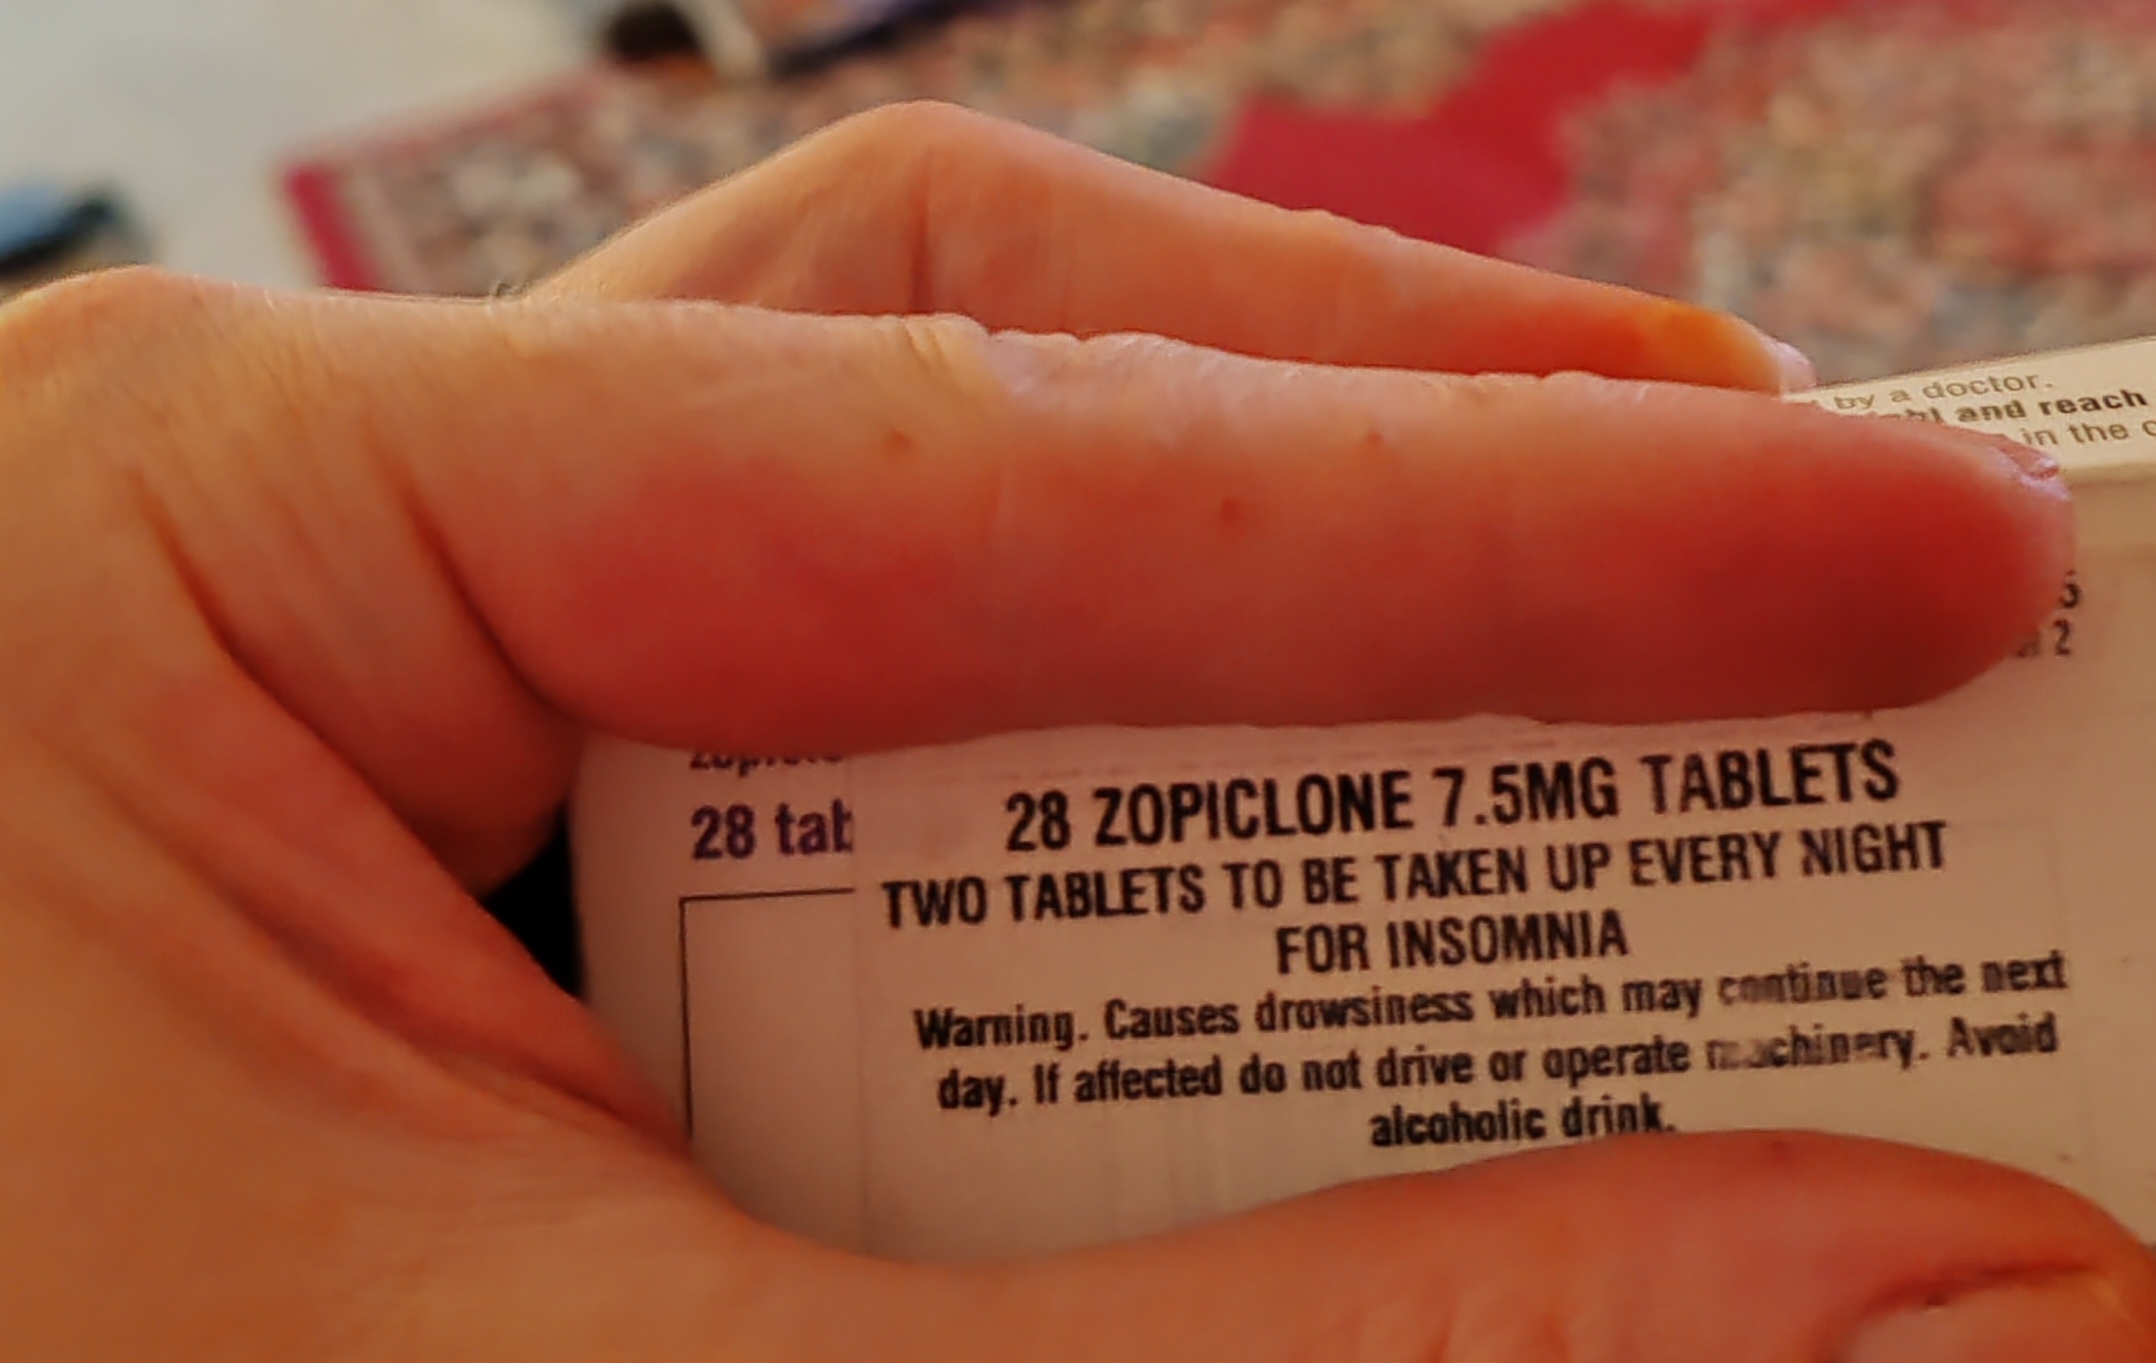 by a doctor.
and reach
in the
2
28 tab
28 ZOPICLONE 7.5MG TABLETS
TWO TABLETS TO BE TAKEN UP EVERY NIGHT
FOR INSOMNIA
Warning. Causes drowsiness which may continue the next
day. If affected do not drive or operate machinery. Avoid
alcoholic drink.